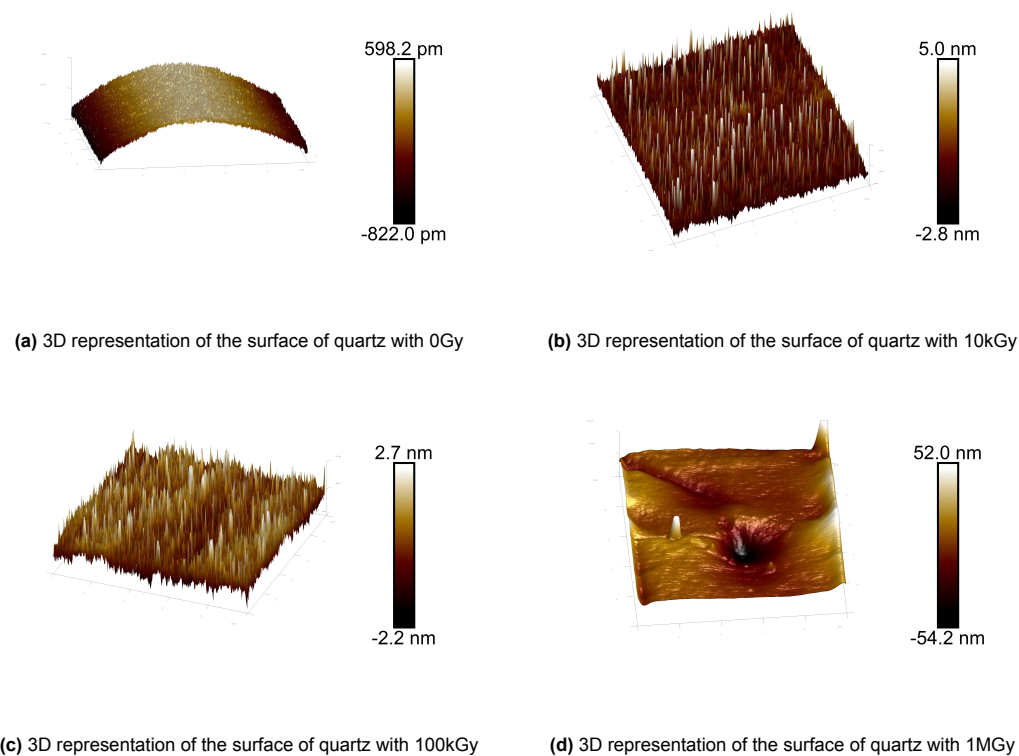 598.2 pm
-822.0 pm
5.0 nm
-2.8 nm
(a) 3D representation of the surface of quartz with 0Gy
(b) 3D representation of the surface of quartz with 10kGy
2.7 nm
-2.2 nm
52.0 nm
-54.2 nm
(c) 3D representation of the surface of quartz with 100kGy
(d) 3D representation of the surface of quartz with 1MGy